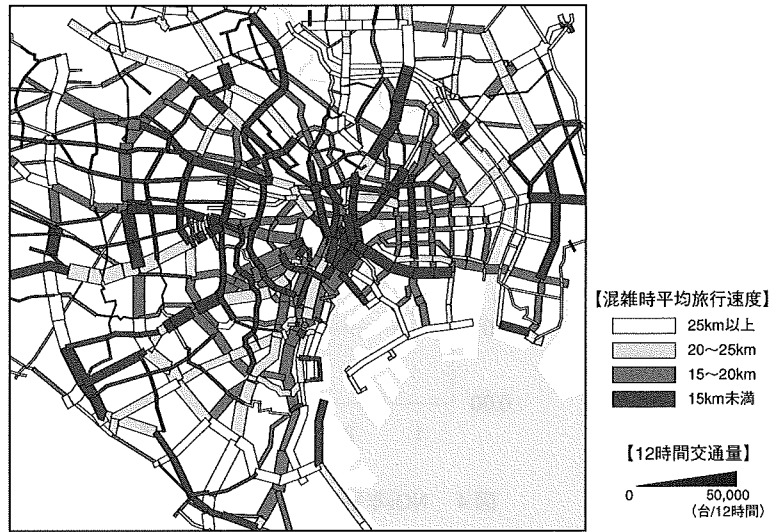 【混雑時平均旅行速度】
25km以上
20〜25km
15〜20km
15km未満
【12時間交通量】
0 50,000
(台/12時間)